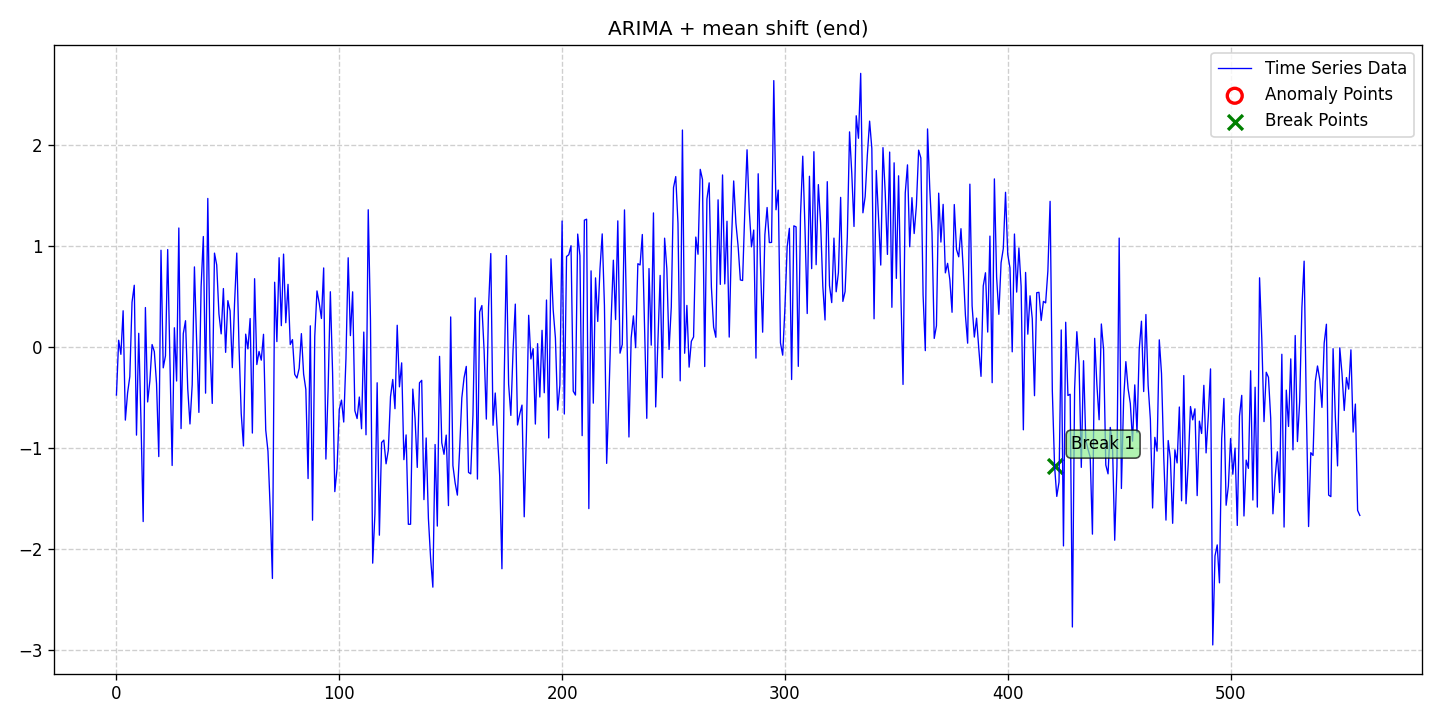 ARIMA + mean shift (end)
Time Series Data
Anomaly Points
Break Points
2
1
0
−1
−2
−3
Break 1
0
100
200
300
400
500